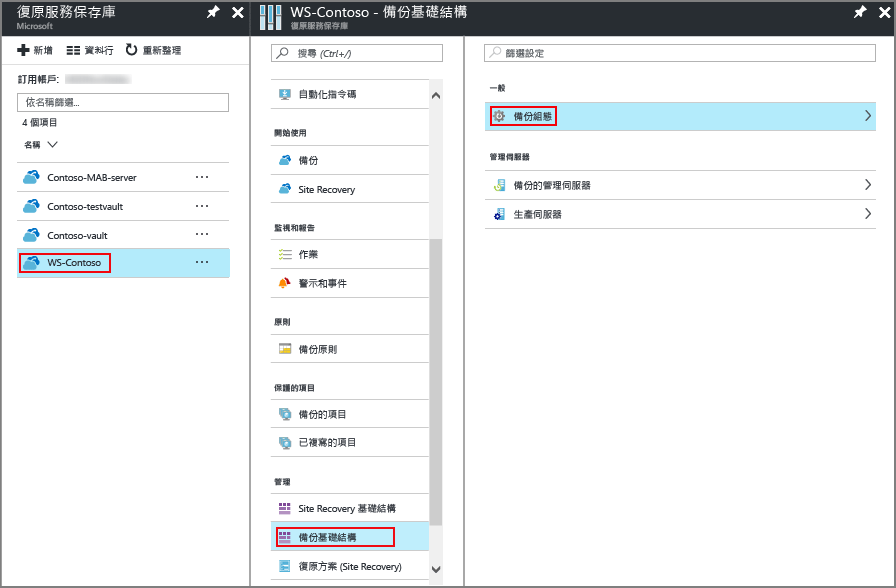 復原服務保存庫
Microsoft
新增
資料行
重新整理
訂用帳戶:
依名稱篩選...
4 個項目
名稱
Contoso-MAB-server
Contoso-testvault
Contoso-vault
WS-Contoso
WS-Contoso - 備份基礎結構
復原服務保存庫
搜尋 (Ctrl+/)
自動化指令碼
開始使用
備份
Site Recovery
監視和報告
作業
警示和事件
原則
備份原則
保護的項目
備份的項目
已複寫的項目
管理
Site Recovery 基礎結構
備份基礎結構
復原方案 (Site Recovery)
篩選設定
一般
備份組態
管理伺服器
備份的管理伺服器
生產伺服器